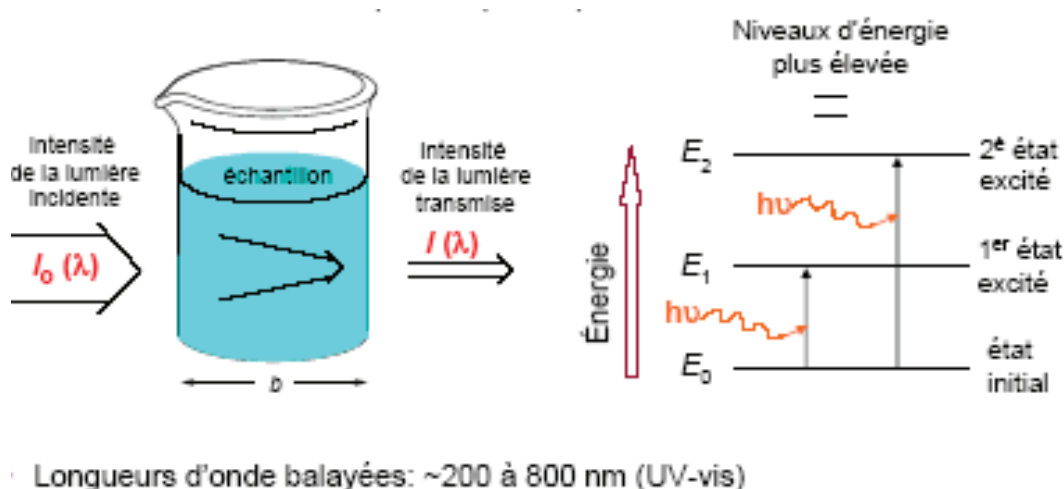 Niveaux d'énergie
plus élevée
Intensité
de la lumière
incidente
I₀ (λ)
échantillon
Intensité
de la lumière
transmise
I (λ)
b
Énergie
E₂
2è état
excité
hυ
E₁
1er état
excité
hυ
E₀
état
initial
Longueurs d'onde balayées: ~200 à 800 nm (UV-vis)